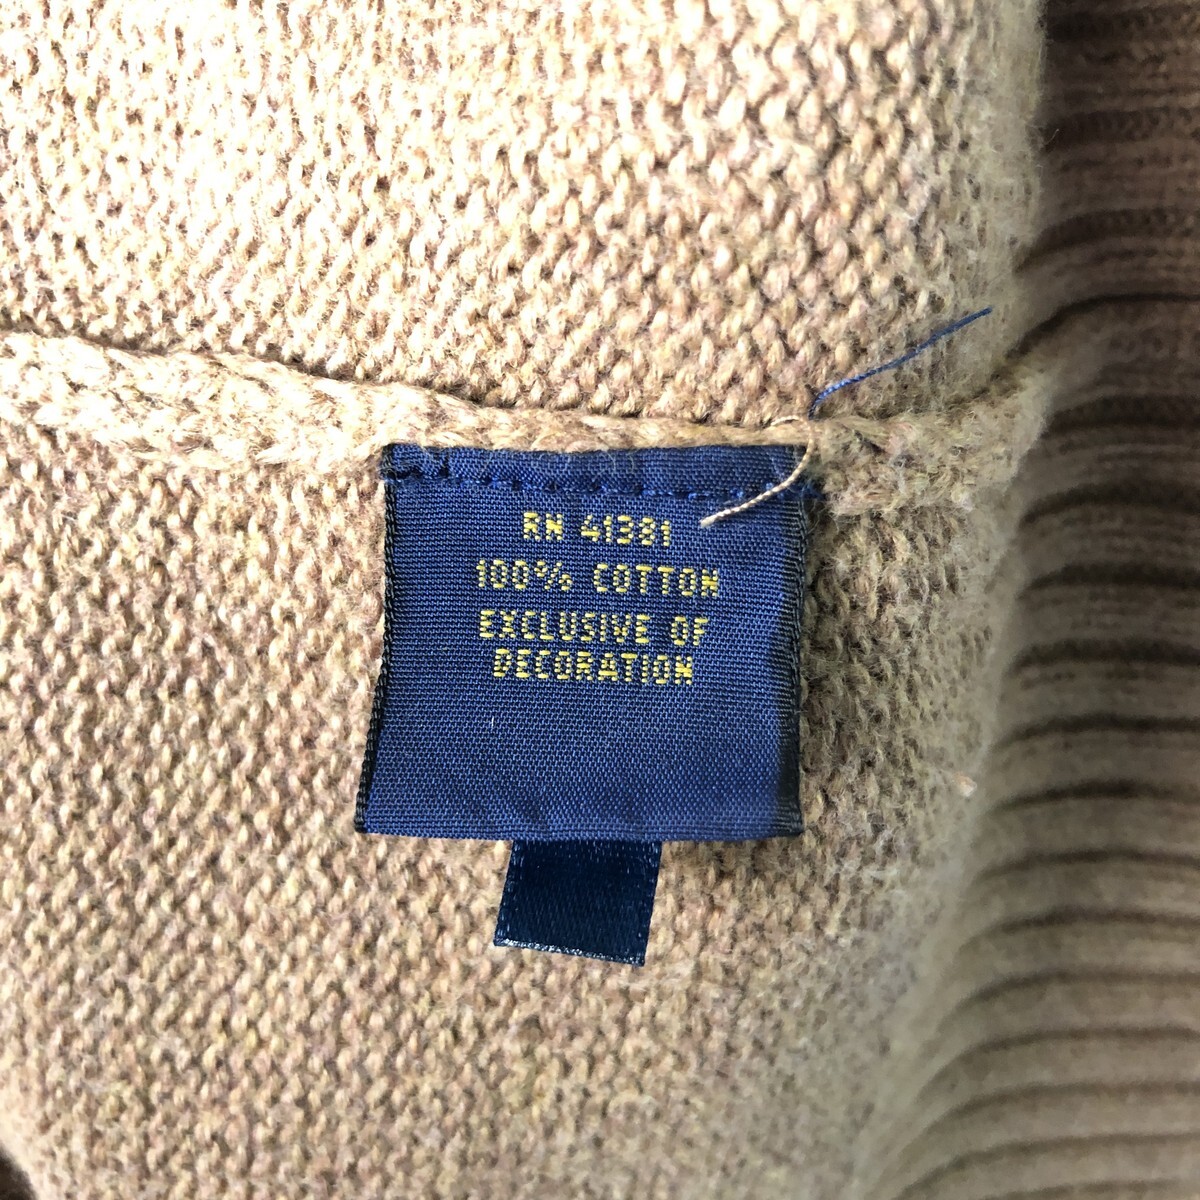 RN 41381
100% COTTON
EXCLUSIVE OF
DECORATION